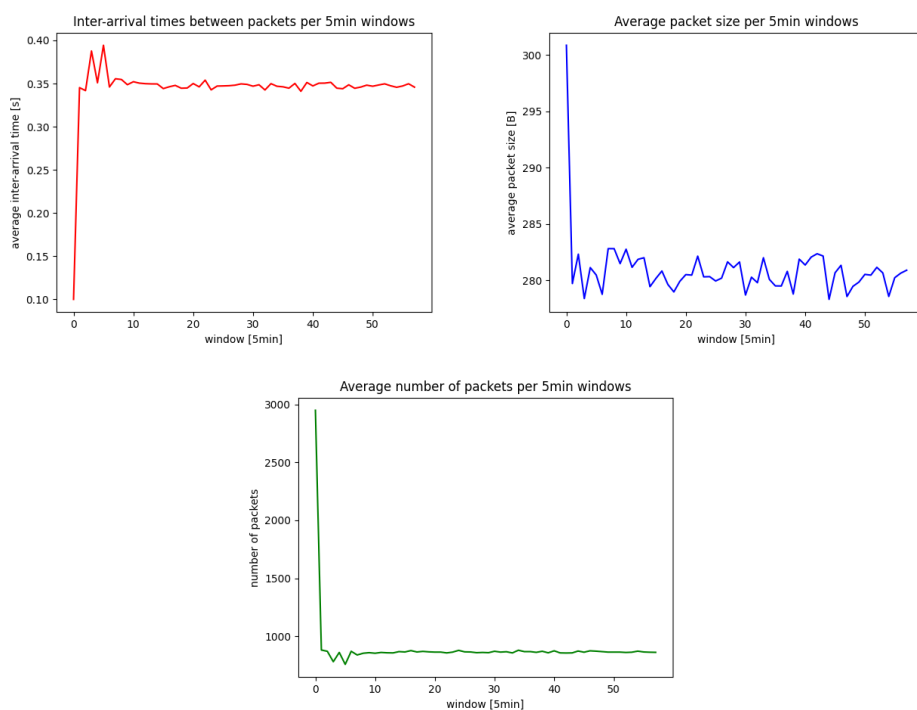 Inter-arrival times between packets per 5min windows
0.40
0.35
0.30
0.25
0.20
0.15
0.10
average inter-arrival time [s]
0 10 20 30 40 50
window [5min]
Average packet size per 5min windows
300
295
290
285
280
average packet size [B]
0 10 20 30 40 50
window [5min]
Average number of packets per 5min windows
3000
2500
2000
1500
1000
number of packets
0 10 20 30 40 50
window [5min]